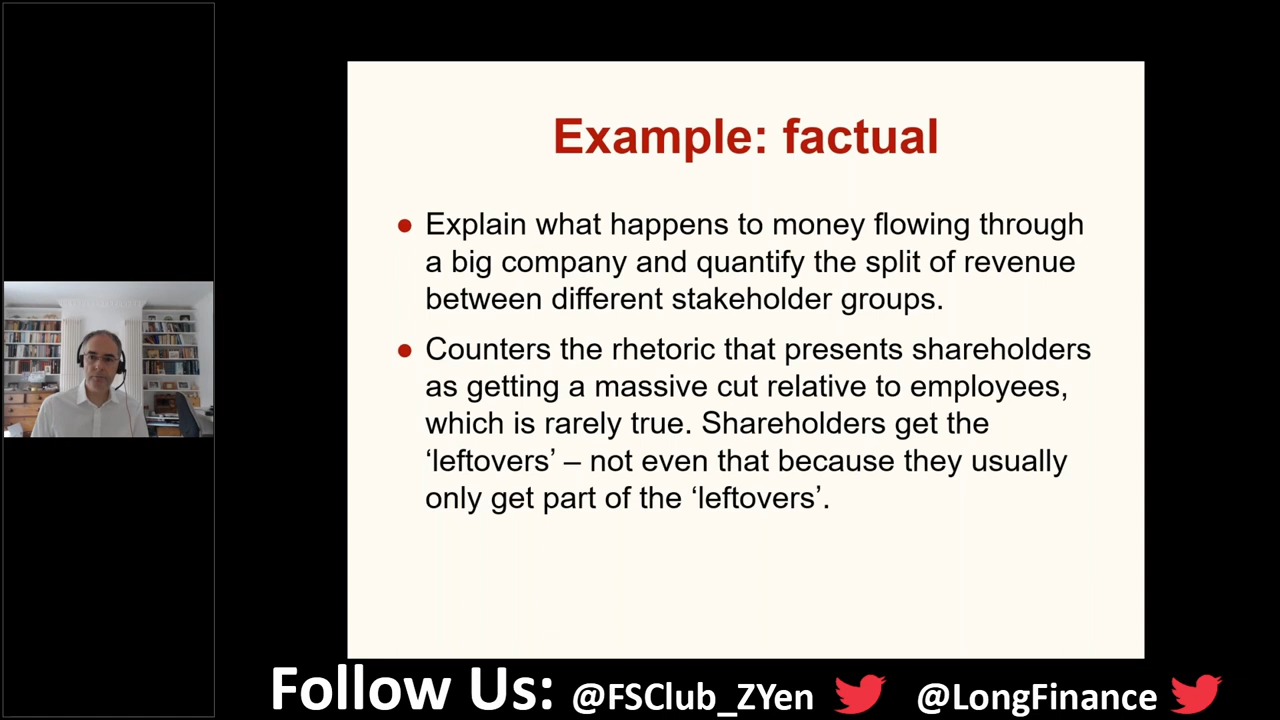 Example: factual
● Explain what happens to money flowing through
a big company and quantify the split of revenue
between different stakeholder groups.
● Counters the rhetoric that presents shareholders
as getting a massive cut relative to employees,
which is rarely true. Shareholders get the
‘leftovers’ – not even that because they usually
only get part of the ‘leftovers’.
Follow Us: @FSClub_ZYen @LongFinance